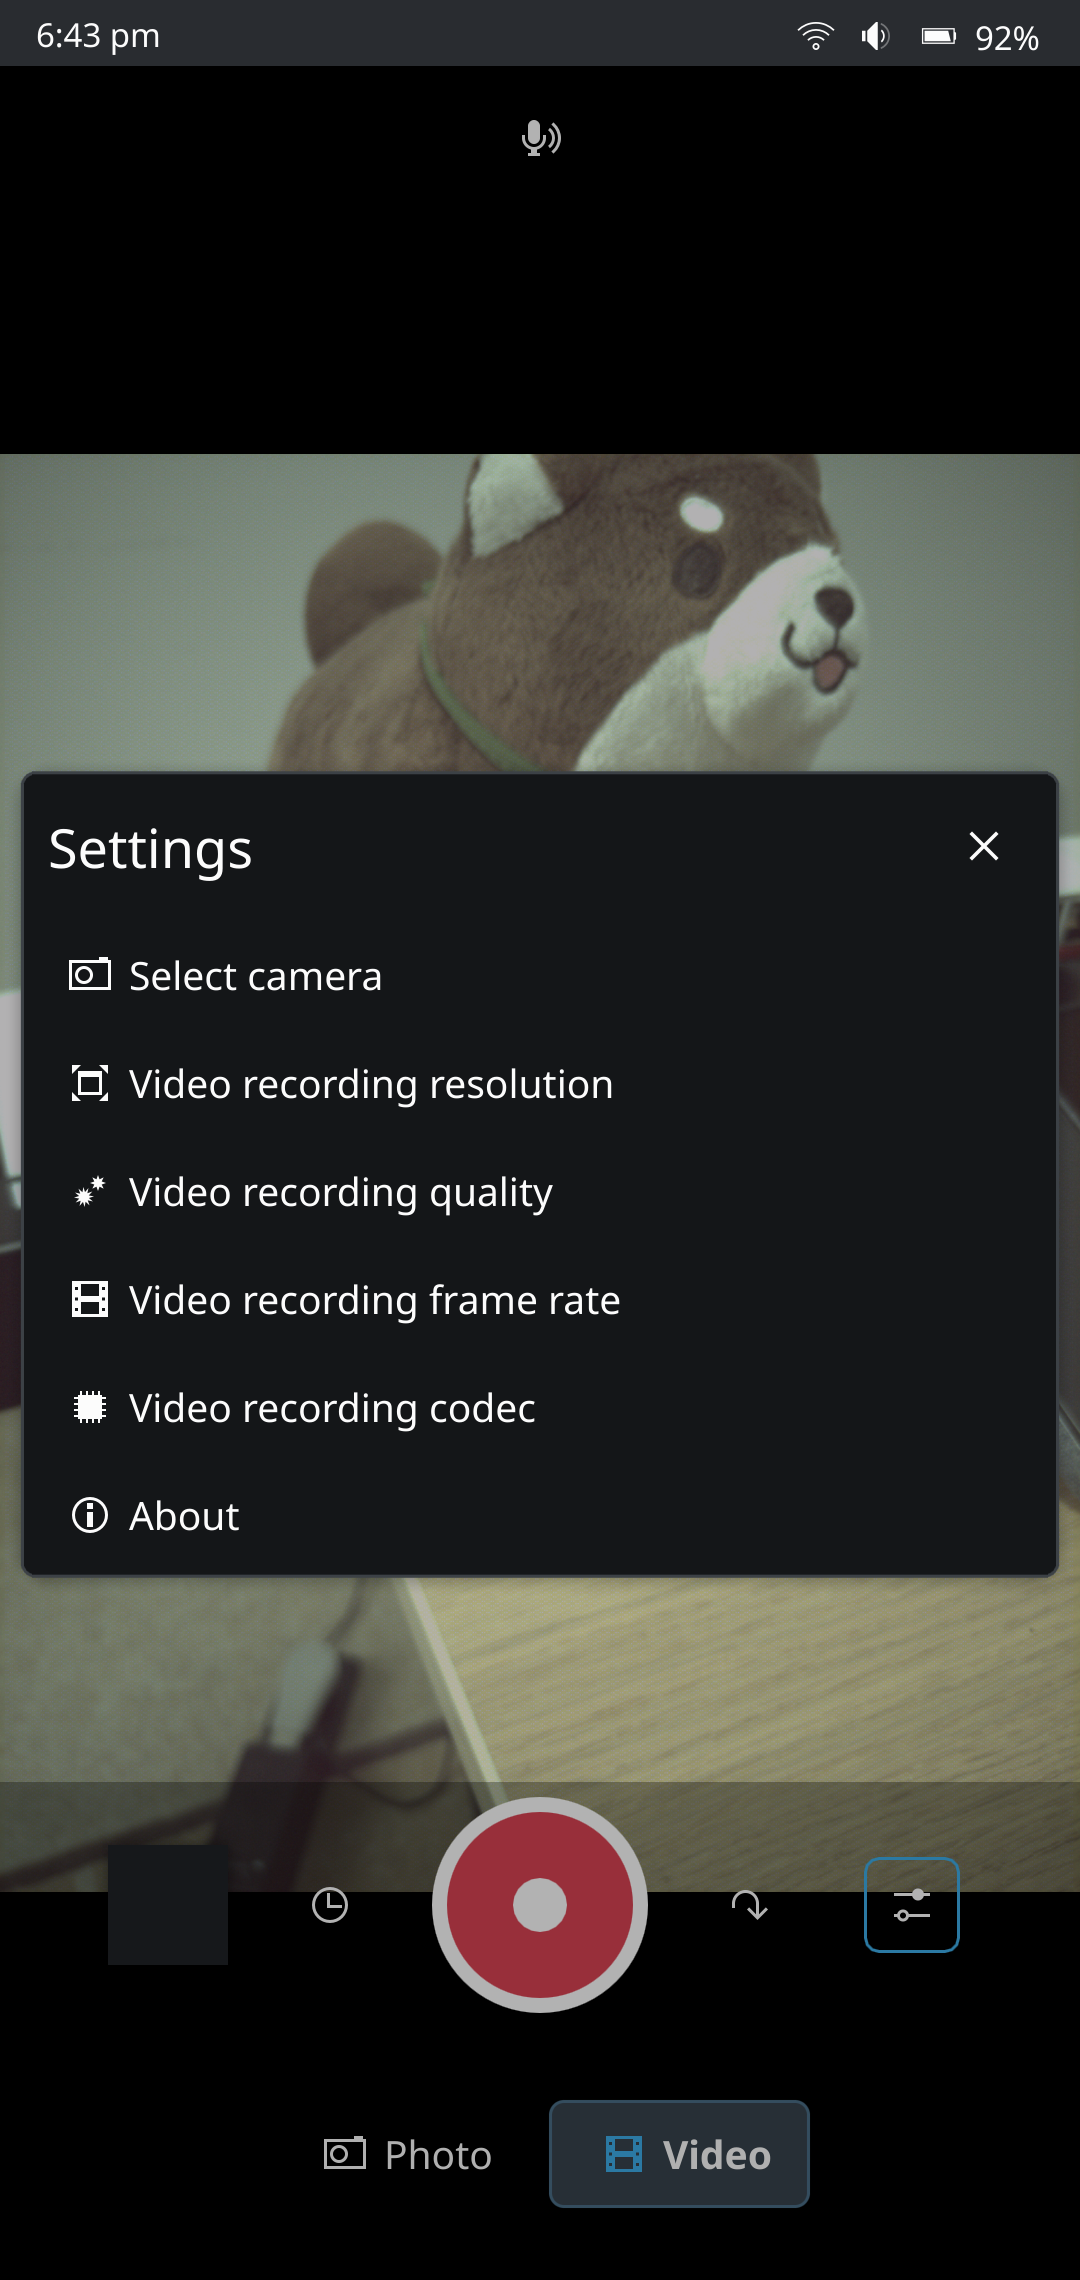 6:43 pm 92%
Settings
Select camera
Video recording resolution
Video recording quality
Video recording frame rate
Video recording codec
About
Photo Video